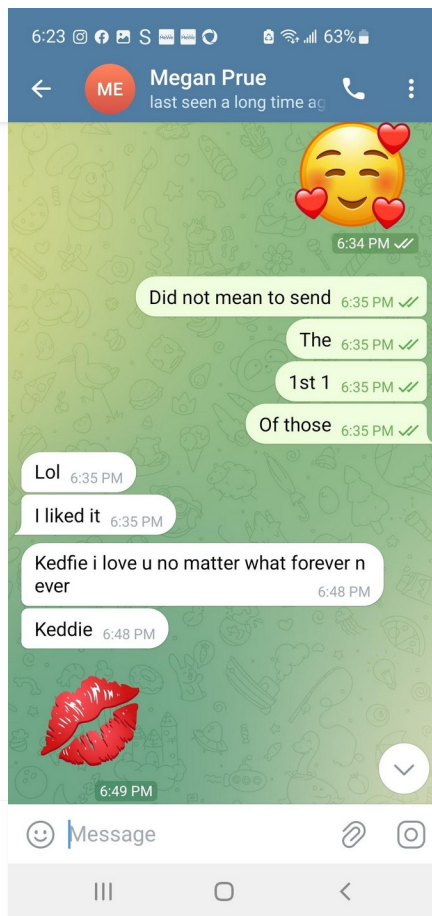 6:23 63%
ME Megan Prue
last seen a long time ag
6:34 PM
Did not mean to send 6:35 PM
The 6:35 PM
1st 1 6:35 PM
Of those 6:35 PM
Lol 6:35 PM
I liked it 6:35 PM
Kedfie i love u no matter what forever n
ever 6:48 PM
Keddie 6:48 PM
6:49 PM
Message